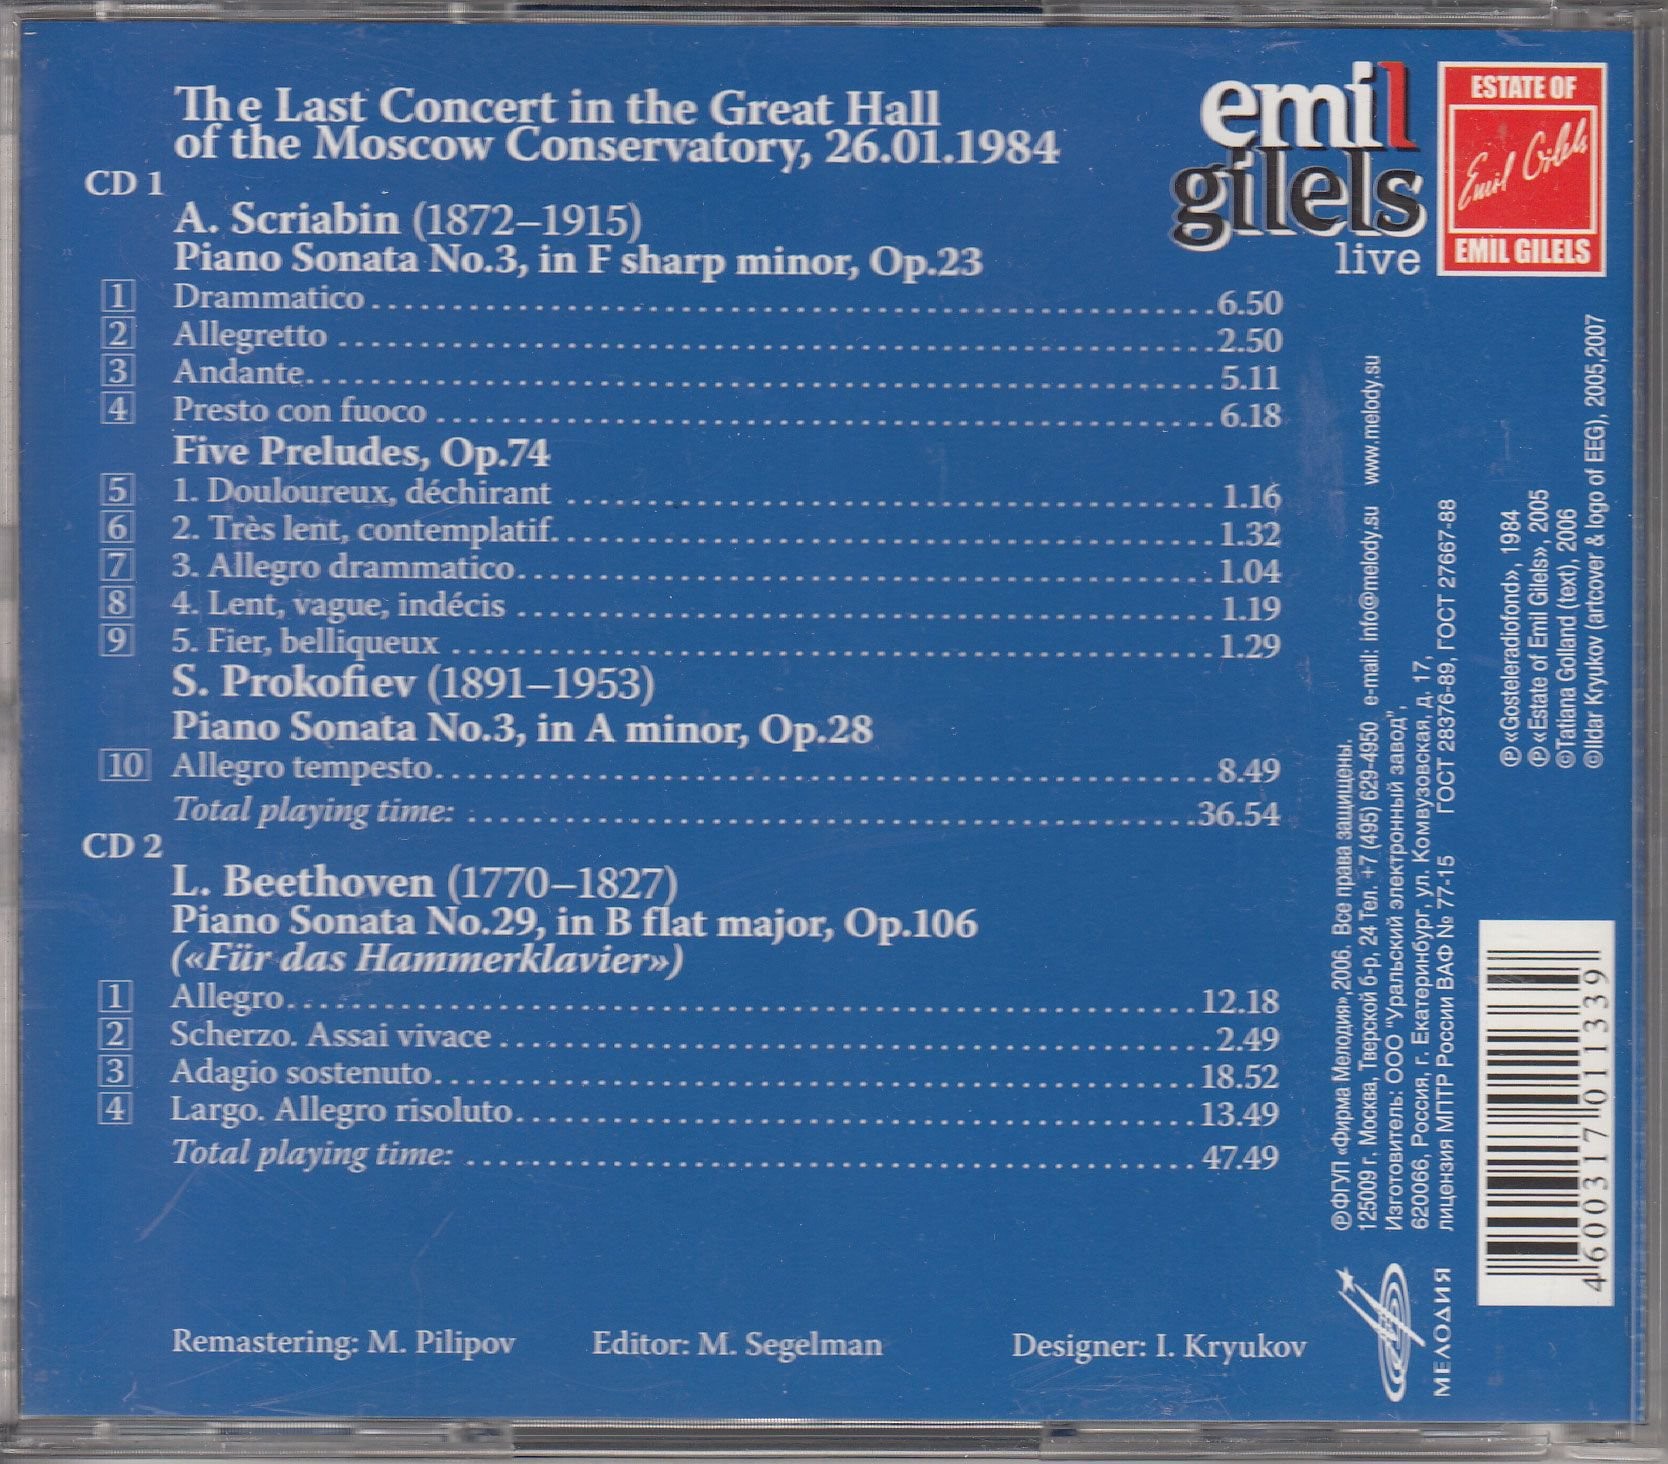 The Last Concert in the Great Hall
of the Moscow Conservatory, 26.01.1984
CD 1
A. Scriabin (1872–1915)
Piano Sonata No.3, in F sharp minor, Op.23
1 Drammatico 6.50
2 Allegretto 2.50
3 Andante 5.11
4 Presto con fuoco 6.18
Five Preludes, Op.74
5 1. Douloureux, déchirant 1.16
6 2. Très lent, contemplatif 1.32
7 3. Allegro drammatico 1.04
8 4. Lent, vague, indécis 1.19
9 5. Fier, belliqueux 1.29
S. Prokofiev (1891–1953)
Piano Sonata No.3, in A minor, Op.28
10 Allegro tempesto 8.49
Total playing time: 36.54
CD 2
L. Beethoven (1770–1827)
Piano Sonata No.29, in B flat major, Op.106
(«Für das Hammerklavier»)
1 Allegro 12.18
2 Scherzo. Assai vivace 2.49
3 Adagio sostenuto 18.52
4 Largo. Allegro risoluto 13.49
Total playing time: 47.49
Remastering: M. Pilipov Editor: M. Segelman Designer: I. Kryukov
emil
gilels
live
ESTATE OF
Emil Gilels
EMIL GILELS
℗ФГУП «Фирма Мелодия»,2006. Все права защищены.
125009 г. Москва, Тверской б-р, 24 Тел. +7 (495) 629-4950 e-mail: info@melody.su www.melody.su
Изготовитель: ООО "Уральский электронный завод",
620066, Россия, г. Екатеринбург, ул. Комвузовская, д. 17,
лицензия МПТР России ВАФ № 77-15 ГОСТ 28376-89, ГОСТ 27667-88
℗«Gosteleradiofond», 1984
℗«Estate of Emil Gilels», 2005
©Tatiana Golland (text), 2006
©Ildar Kryukov (artcover & logo of EEG), 2005,2007
МЕЛОДИЯ
4600317011339